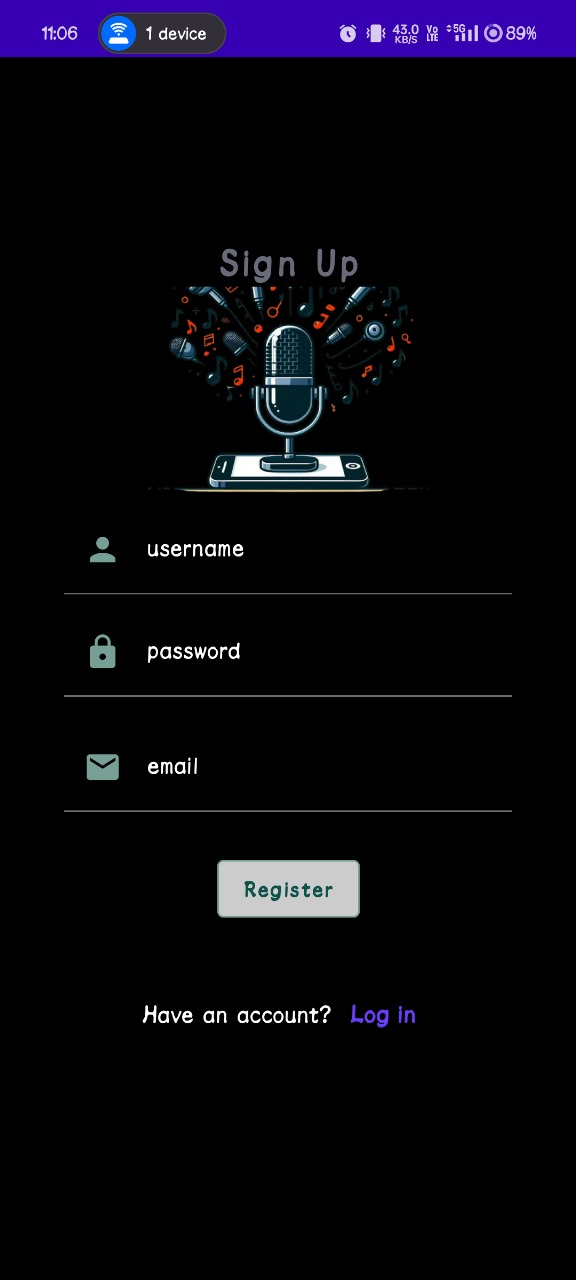 11:06 1 device 43.0 KB/S Vo LTE 5G 89%
Sign Up
username
password
email
Register
Have an account? Log in